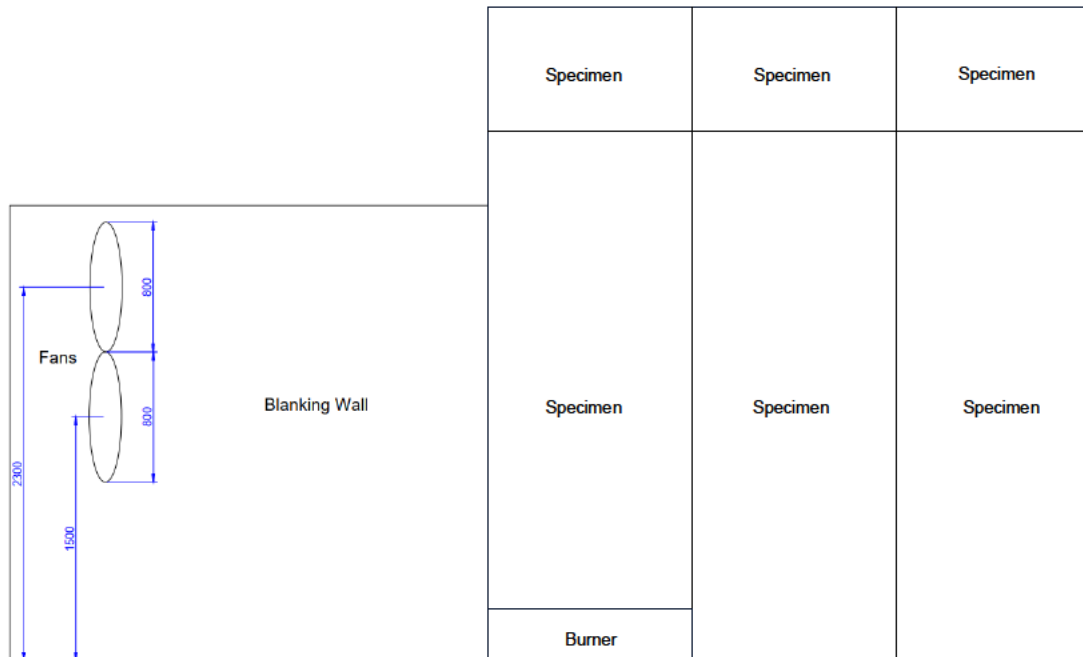 Specimen Specimen Specimen
800
Fans
2300
800
1500
Blanking Wall
Specimen Specimen Specimen
Burner